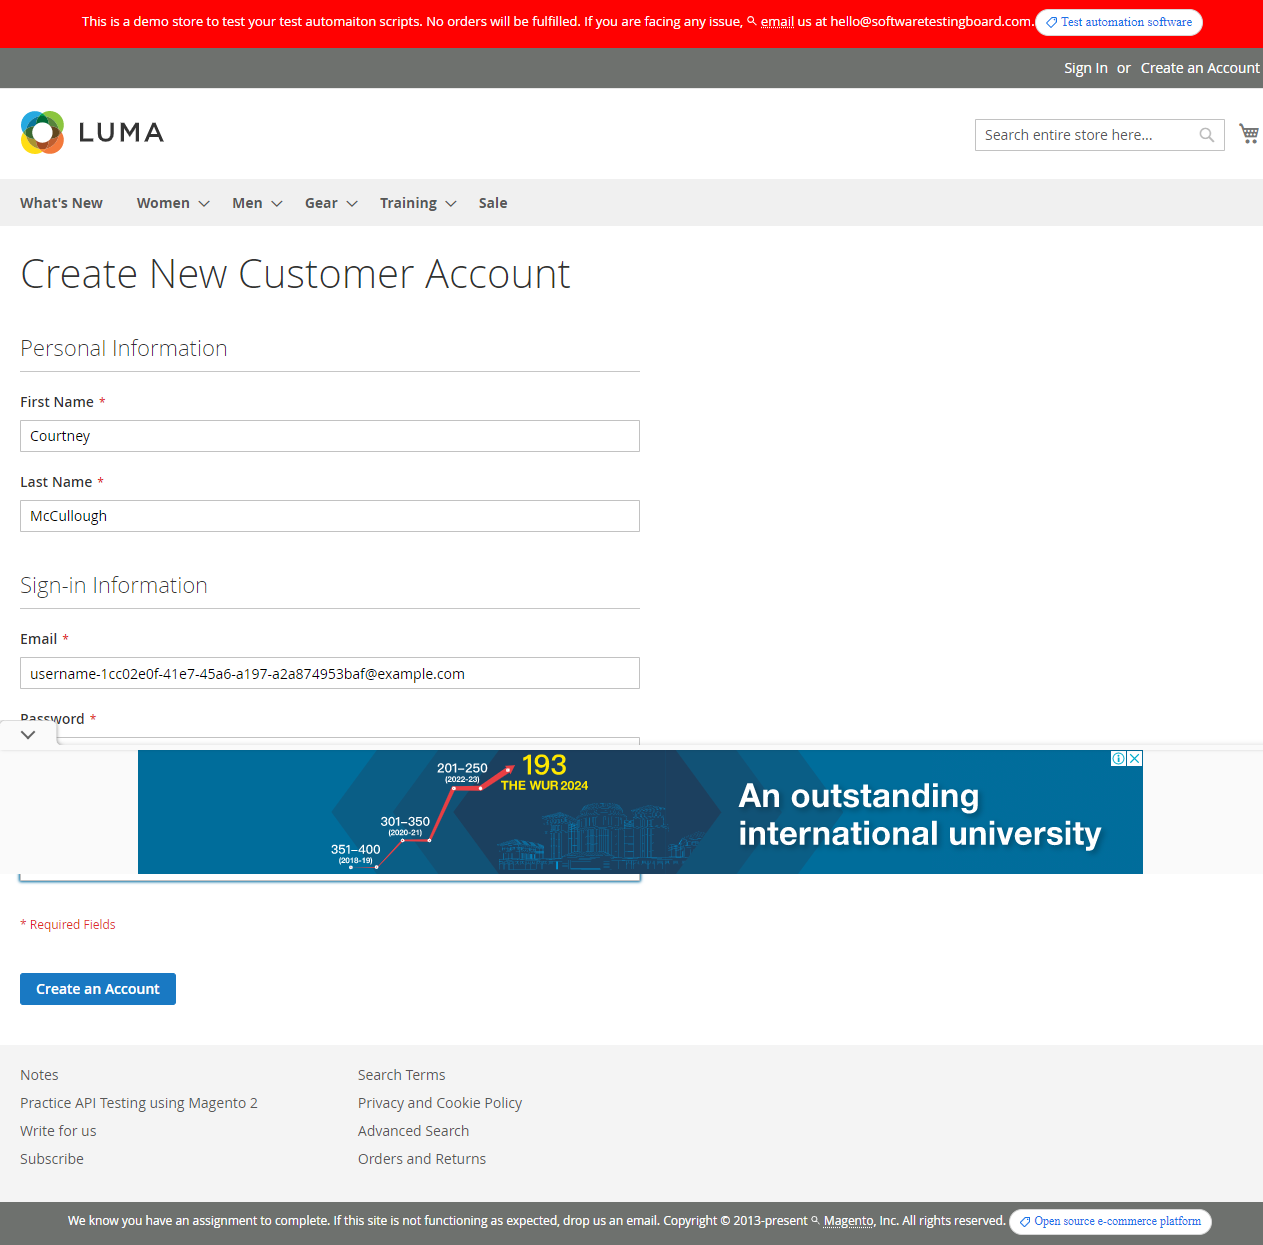 This is a demo store to test your test automaiton scripts. No orders will be fulfilled. If you are facing any issue, email us at hello@softwaretestingboard.com. Test automation software
Sign In or Create an Account
LUMA
Search entire store here...
What's New Women Men Gear Training Sale
Create New Customer Account
Personal Information
First Name *
Courtney
Last Name *
McCullough
Sign-in Information
Email *
username-1cc02e0f-41e7-45a6-a197-a2a874953baf@example.com
Password *
193
THE WUR 2024
201–250
(2022-23)
301–350
(2020-21)
351–400
(2018-19)
An outstanding
international university
* Required Fields
Create an Account
Notes
Practice API Testing using Magento 2
Write for us
Subscribe
Search Terms
Privacy and Cookie Policy
Advanced Search
Orders and Returns
We know you have an assignment to complete. If this site is not functioning as expected, drop us an email. Copyright © 2013-present Magento, Inc. All rights reserved. Open source e-commerce platform